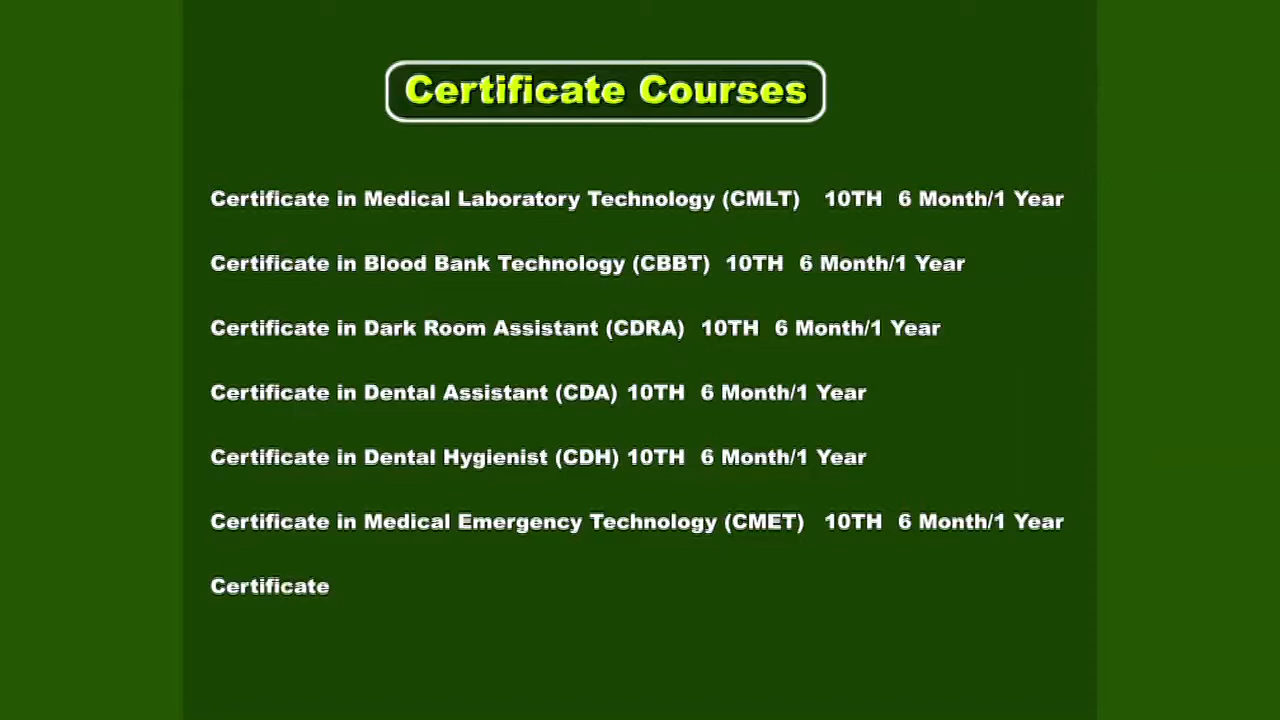 Certificate Courses
Certificate in Medical Laboratory Technology (CMLT) 10TH 6 Month/1 Year
Certificate in Blood Bank Technology (CBBT) 10TH 6 Month/1 Year
Certificate in Dark Room Assistant (CDRA) 10TH 6 Month/1 Year
Certificate in Dental Assistant (CDA) 10TH 6 Month/1 Year
Certificate in Dental Hygienist (CDH) 10TH 6 Month/1 Year
Certificate in Medical Emergency Technology (CMET) 10TH 6 Month/1 Year
Certificate